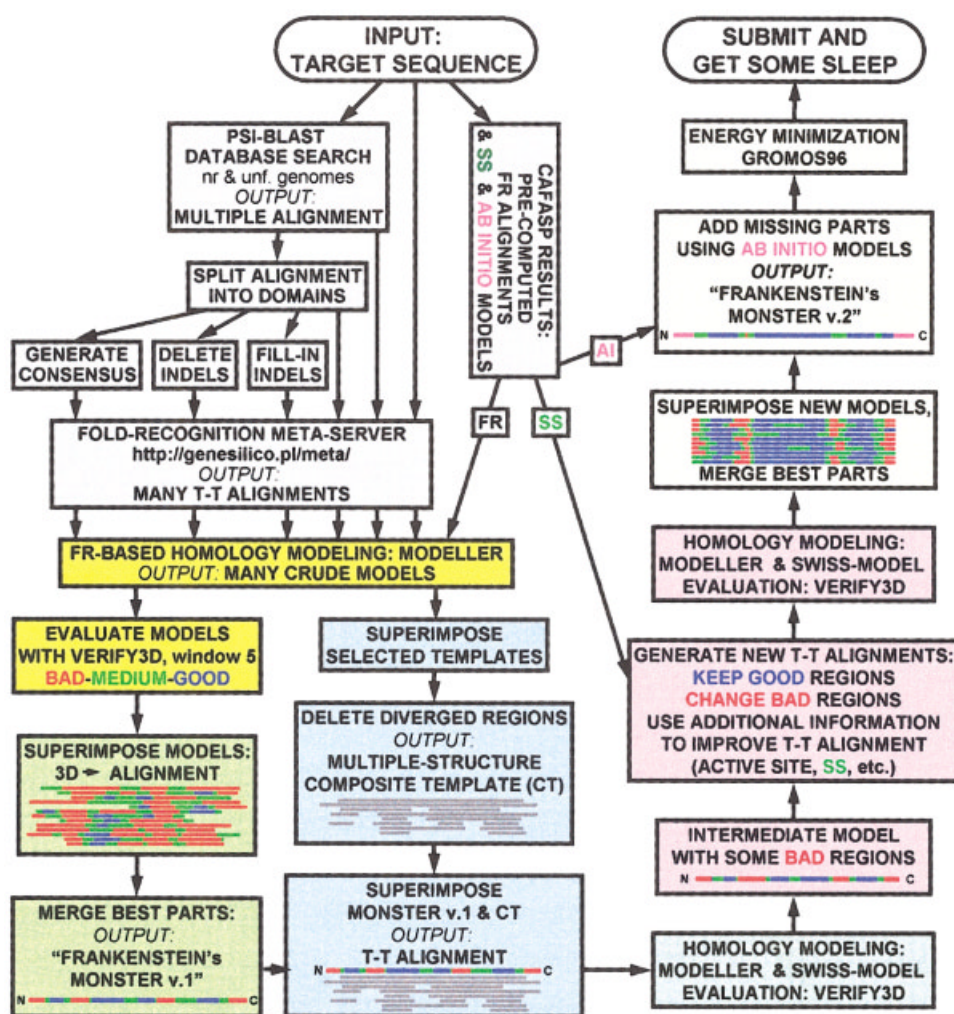 INPUT:
TARGET SEQUENCE
PSI-BLAST
DATABASE SEARCH
nr & unf. genomes
OUTPUT:
MULTIPLE ALIGNMENT
SPLIT ALIGNMENT
INTO DOMAINS
GENERATE
CONSENSUS
DELETE
INDELS
FILL-IN
INDELS
CAFASP RESULTS:
PRE-COMPUTED
FR ALIGNMENTS
& SS & AB INITIO MODELS
FR
SS
AI
FOLD-RECOGNITION META-SERVER
http://genesilico.pl/meta/
OUTPUT:
MANY T-T ALIGNMENTS
FR-BASED HOMOLOGY MODELING: MODELLER
OUTPUT: MANY CRUDE MODELS
EVALUATE MODELS
WITH VERIFY3D, window 5
BAD-MEDIUM-GOOD
SUPERIMPOSE MODELS:
3D ALIGNMENT
MERGE BEST PARTS:
OUTPUT:
"FRANKENSTEIN's
MONSTER v.1"
N C
SUPERIMPOSE
SELECTED TEMPLATES
DELETE DIVERGED REGIONS
OUTPUT:
MULTIPLE-STRUCTURE
COMPOSITE TEMPLATE (CT)
SUPERIMPOSE
MONSTER v.1 & CT
OUTPUT:
T-T ALIGNMENT
N C
HOMOLOGY MODELING:
MODELLER & SWISS-MODEL
EVALUATION: VERIFY3D
INTERMEDIATE MODEL
WITH SOME BAD REGIONS
N C
GENERATE NEW T-T ALIGNMENTS:
KEEP GOOD REGIONS
CHANGE BAD REGIONS
USE ADDITIONAL INFORMATION
TO IMPROVE T-T ALIGNMENT
(ACTIVE SITE, SS, etc.)
HOMOLOGY MODELING:
MODELLER & SWISS-MODEL
EVALUATION: VERIFY3D
SUPERIMPOSE NEW MODELS,
MERGE BEST PARTS
ADD MISSING PARTS
USING AB INITIO MODELS
OUTPUT:
"FRANKENSTEIN's
MONSTER v.2"
N C
ENERGY MINIMIZATION
GROMOS96
SUBMIT AND
GET SOME SLEEP